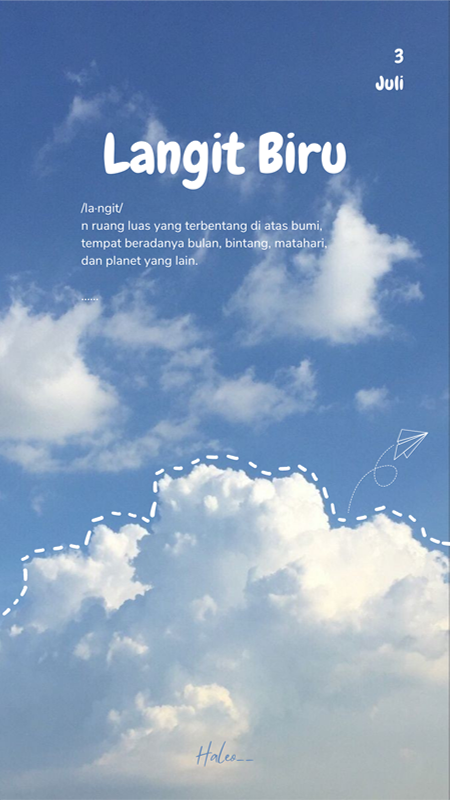 3
Juli
Langit Biru
/la·ngit/
n ruang luas yang terbentang di atas bumi,
tempat beradanya bulan, bintang, matahari,
dan planet yang lain.
......
Haleo__